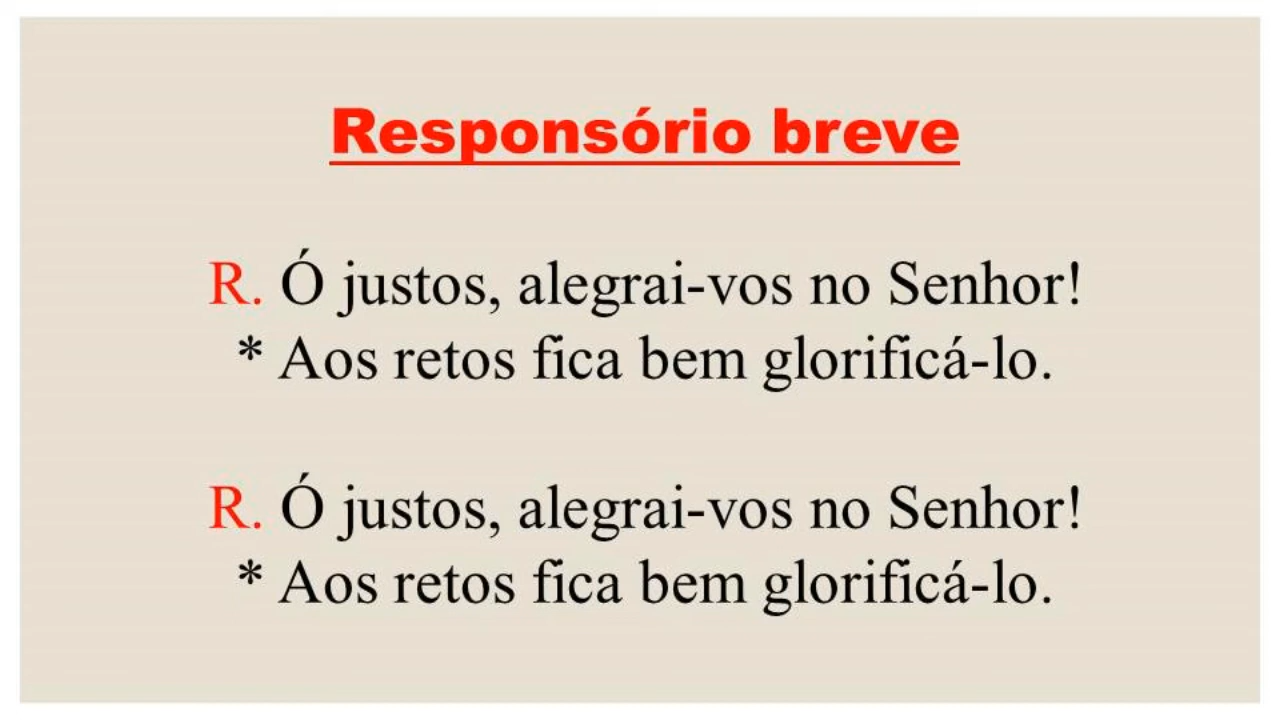 Responsório breve
R. Ó justos, alegrai-vos no Senhor!
* Aos retos fica bem glorificá-lo.
R. Ó justos, alegrai-vos no Senhor!
* Aos retos fica bem glorificá-lo.